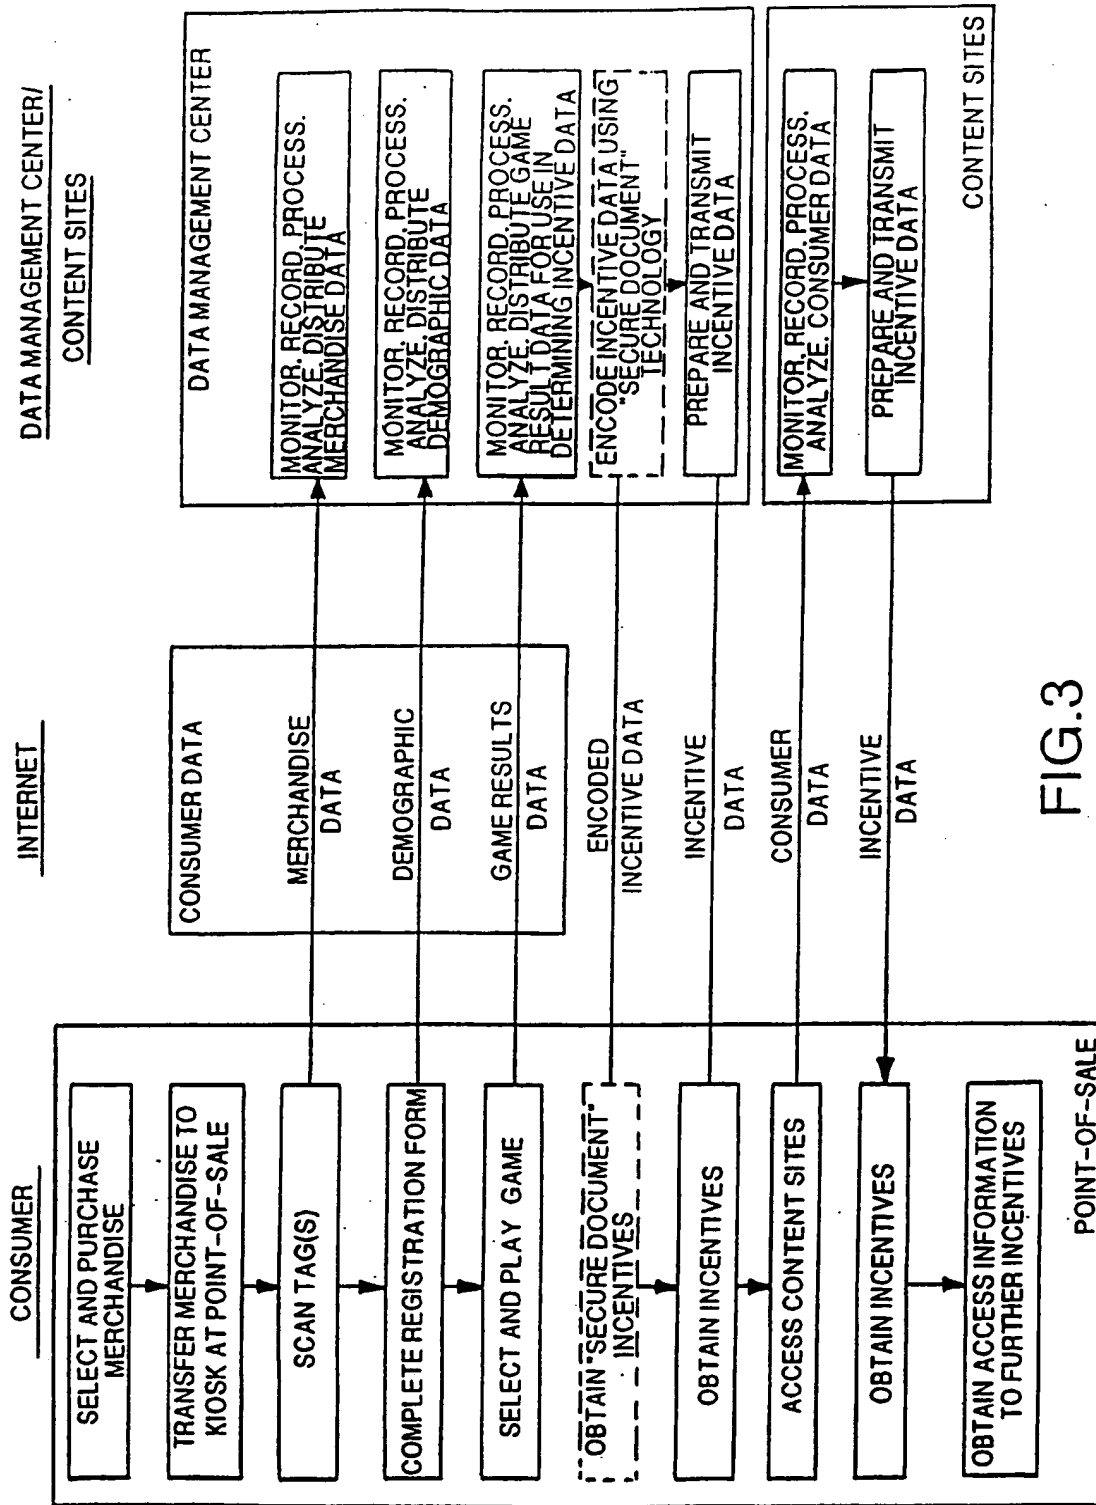 CONSUMER
SELECT AND PURCHASE
MERCHANDISE
TRANSFER MERCHANDISE TO
KIOSK AT POINT-OF-SALE
SCAN TAG(S)
COMPLETE REGISTRATION FORM
SELECT AND PLAY GAME
OBTAIN "SECURE DOCUMENT"
INCENTIVES
OBTAIN INCENTIVES
ACCESS CONTENT SITES
OBTAIN INCENTIVES
OBTAIN ACCESS INFORMATION
TO FURTHER INCENTIVES
POINT-OF-SALE
INTERNET
CONSUMER DATA
MERCHANDISE
DATA
DEMOGRAPHIC
DATA
GAME RESULTS
DATA
ENCODED
INCENTIVE DATA
INCENTIVE
DATA
CONSUMER
DATA
INCENTIVE
DATA
DATA MANAGEMENT CENTER/
CONTENT SITES
DATA MANAGEMENT CENTER
MONITOR, RECORD, PROCESS,
ANALYZE, DISTRIBUTE
MERCHANDISE DATA
MONITOR, RECORD, PROCESS,
ANALYZE, DISTRIBUTE
DEMOGRAPHIC DATA
MONITOR, RECORD, PROCESS,
ANALYZE, DISTRIBUTE GAME
RESULT DATA FOR USE IN
DETERMINING INCENTIVE DATA
ENCODE INCENTIVE DATA USING
"SECURE DOCUMENT"
TECHNOLOGY
PREPARE AND TRANSMIT
INCENTIVE DATA
MONITOR, RECORD, PROCESS,
ANALYZE, CONSUMER DATA
PREPARE AND TRANSMIT
INCENTIVE DATA
CONTENT SITES
FIG.3